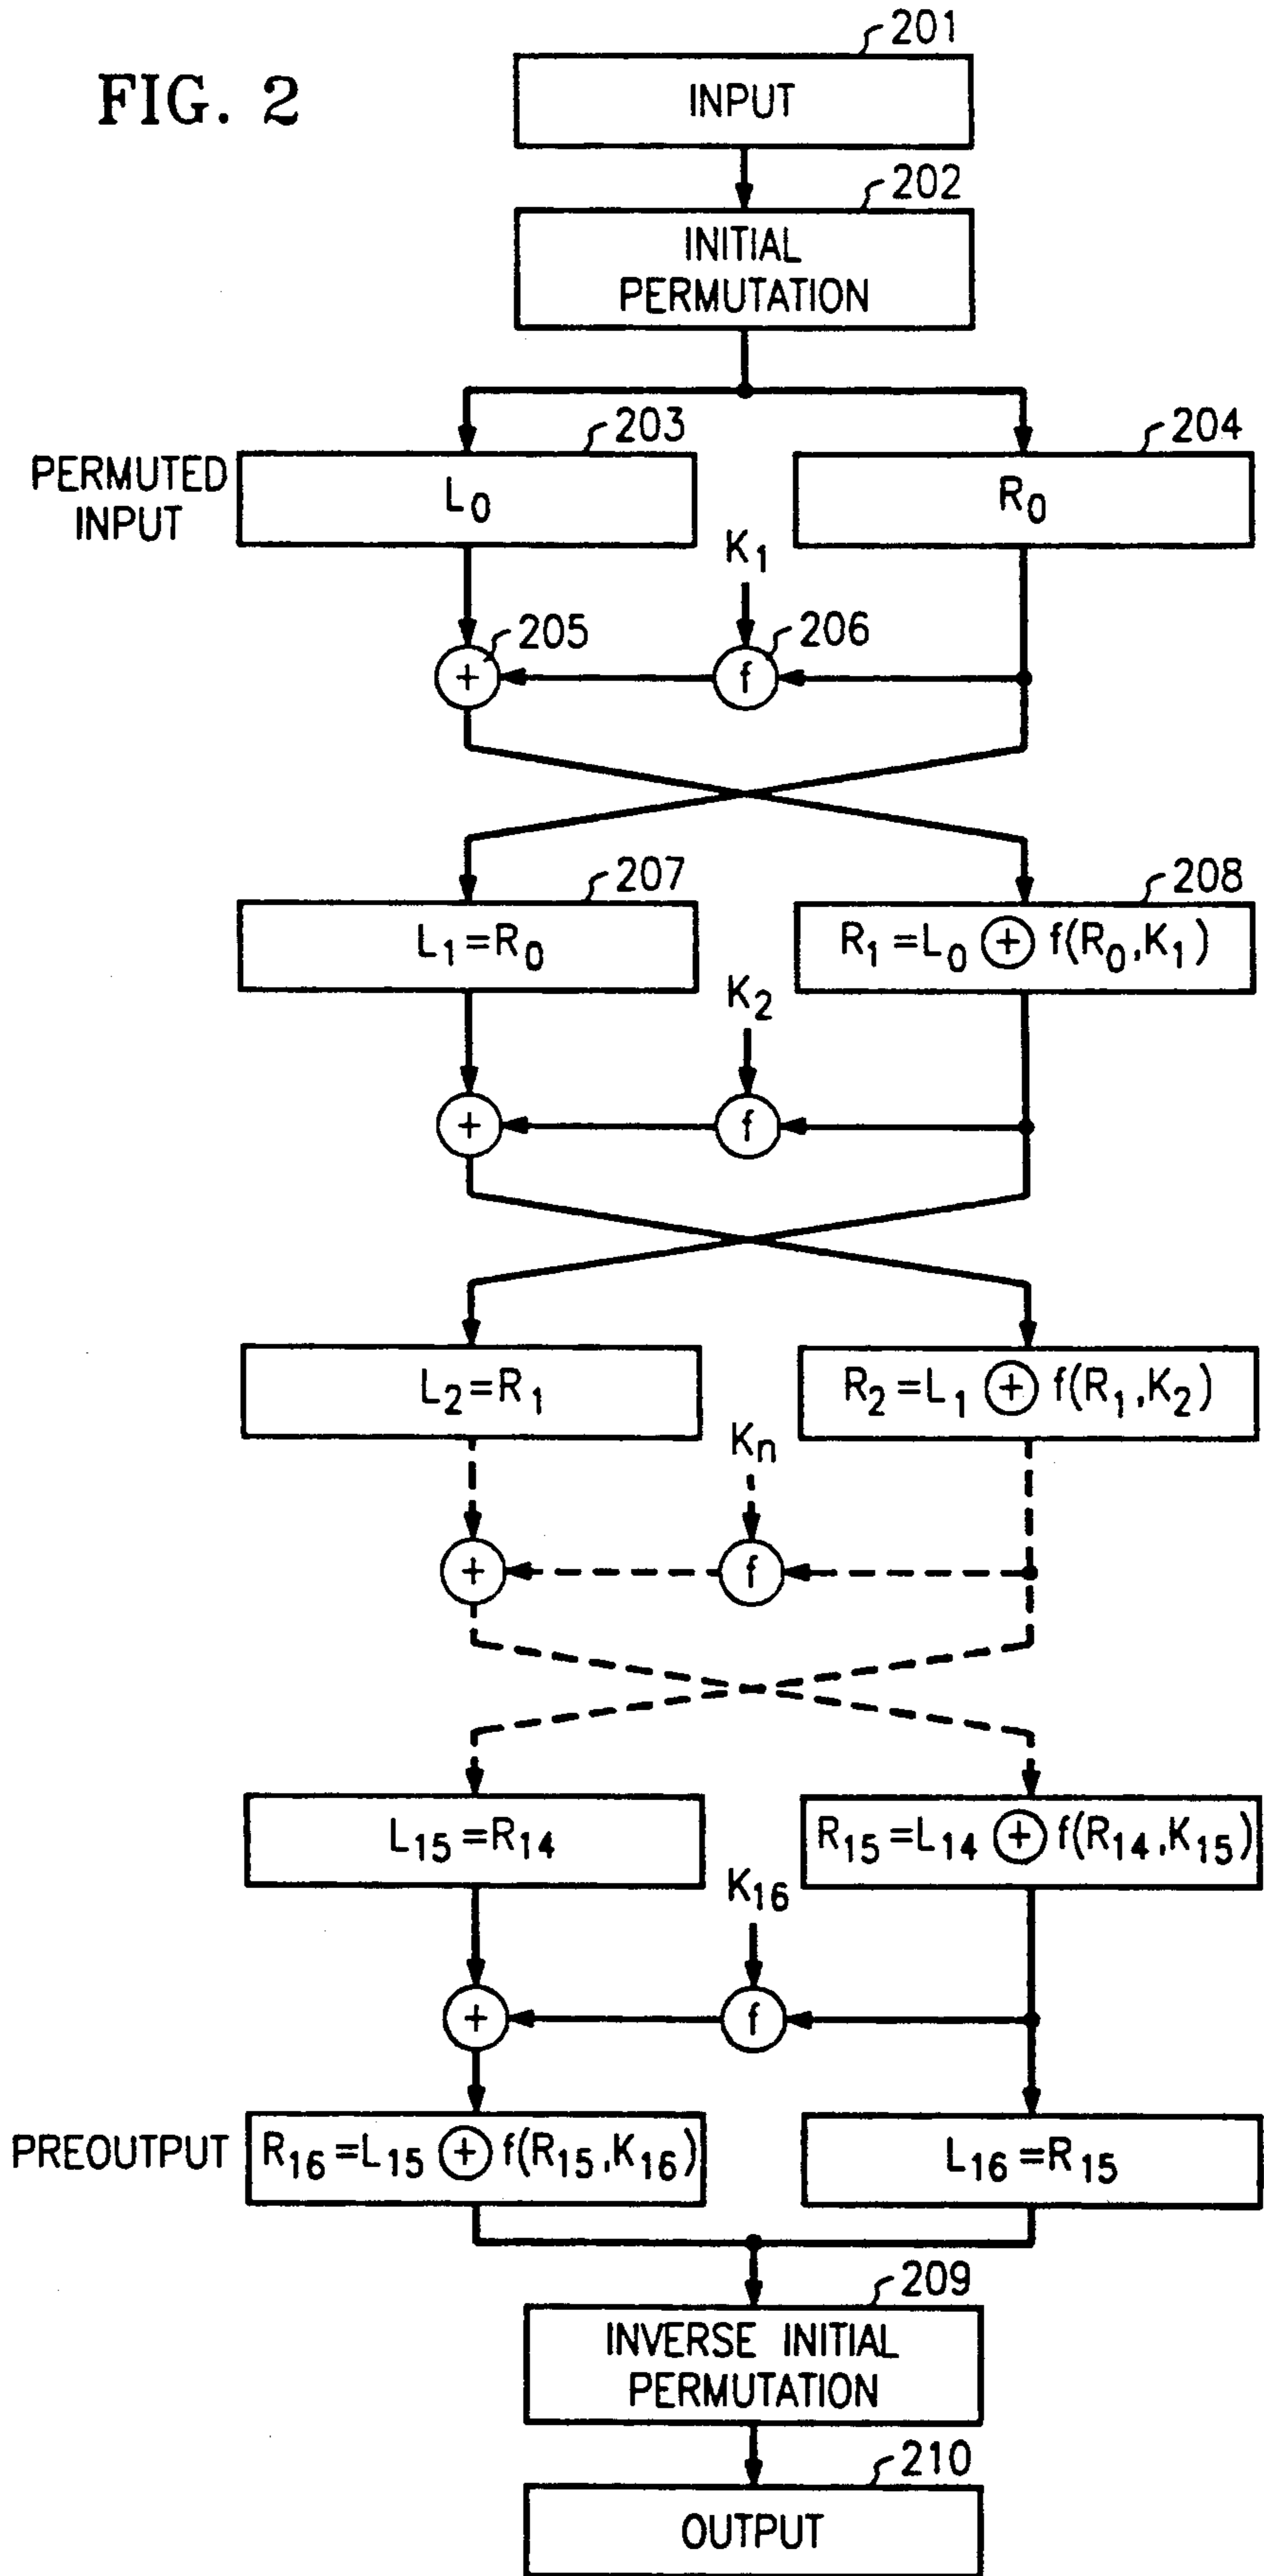 FIG. 2
201
INPUT
202
INITIAL
PERMUTATION
203
204
PERMUTED
INPUT
L₀
R₀
K₁
205
206
+
f
207
208
L₁=R₀
R₁=L₀ ⊕ f(R₀,K₁)
K₂
+
f
L₂=R₁
R₂=L₁ ⊕ f(R₁,K₂)
Kₙ
+
f
L₁₅=R₁₄
R₁₅=L₁₄ ⊕ f(R₁₄,K₁₅)
K₁₆
+
f
PREOUTPUT
R₁₆=L₁₅ ⊕ f(R₁₅,K₁₆)
L₁₆=R₁₅
209
INVERSE INITIAL
PERMUTATION
210
OUTPUT